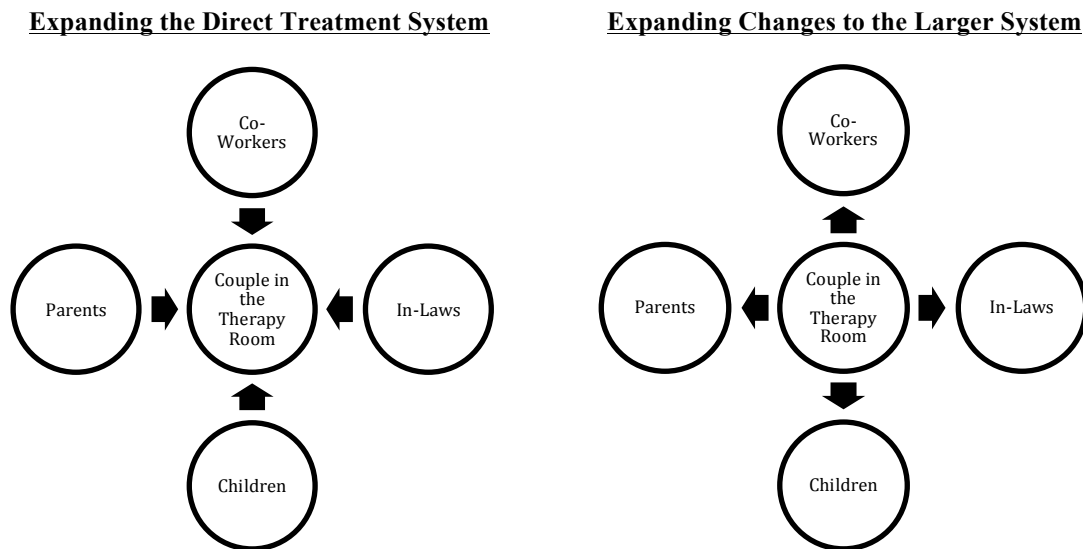 Expanding the Direct Treatment System
Co-
Workers
Parents
Couple in
the
Therapy
Room
In-Laws
Children
Expanding Changes to the Larger System
Co-
Workers
Parents
Couple in
the
Therapy
Room
In-Laws
Children